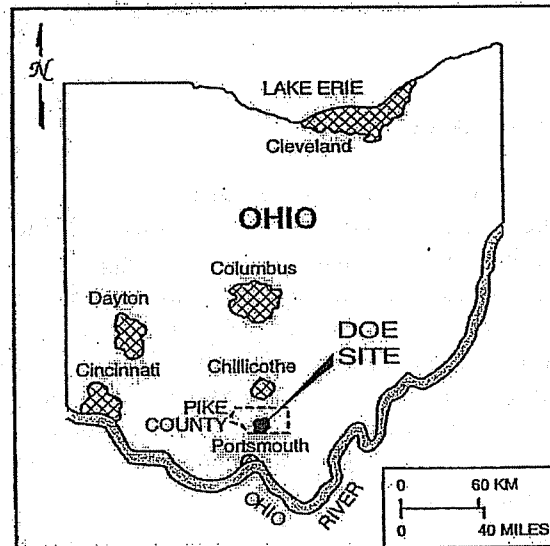 N
LAKE ERIE
Cleveland
OHIO
Columbus
Dayton
DOE
SITE
Cincinnati
Chillicothe
PIKE
COUNTY
Portsmouth
OHIO
RIVER
0 60 KM
0 40 MILES